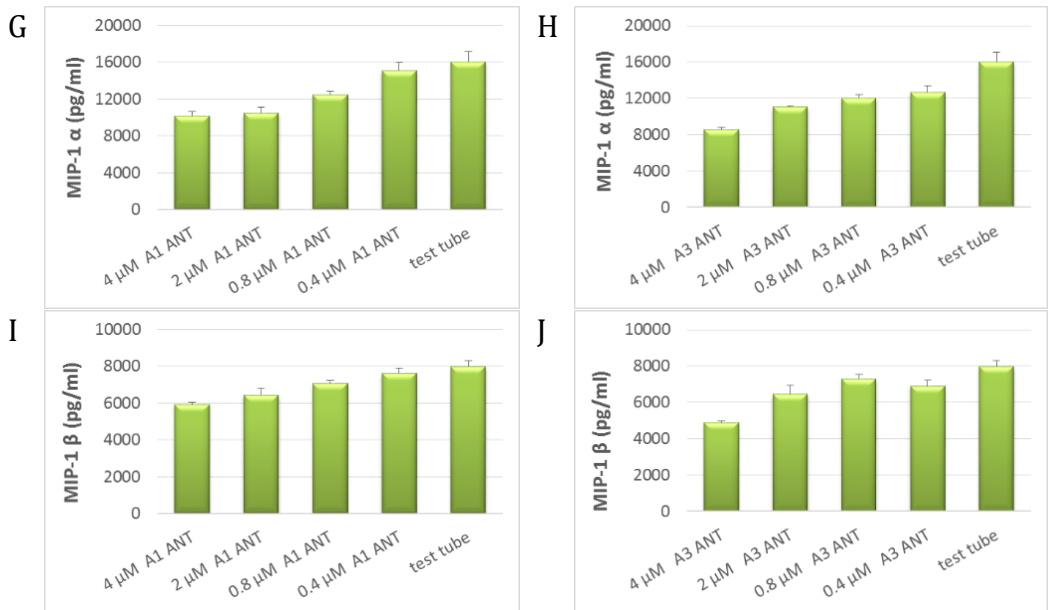 G
MIP-1 α (pg/ml)
20000
16000
12000
8000
4000
0
4 μM A1 ANT
2 μM A1 ANT
0.8 μM A1 ANT
0.4 μM A1 ANT
test tube
H
MIP-1 α (pg/ml)
20000
16000
12000
8000
4000
0
4 μM A3 ANT
2 μM A3 ANT
0.8 μM A3 ANT
0.4 μM A3 ANT
test tube
I
MIP-1 β (pg/ml)
10000
8000
6000
4000
2000
0
4 μM A1 ANT
2 μM A1 ANT
0.8 μM A1 ANT
0.4 μM A1 ANT
test tube
J
MIP-1 β (pg/ml)
10000
8000
6000
4000
2000
0
4 μM A3 ANT
2 μM A3 ANT
0.8 μM A3 ANT
0.4 μM A3 ANT
test tube